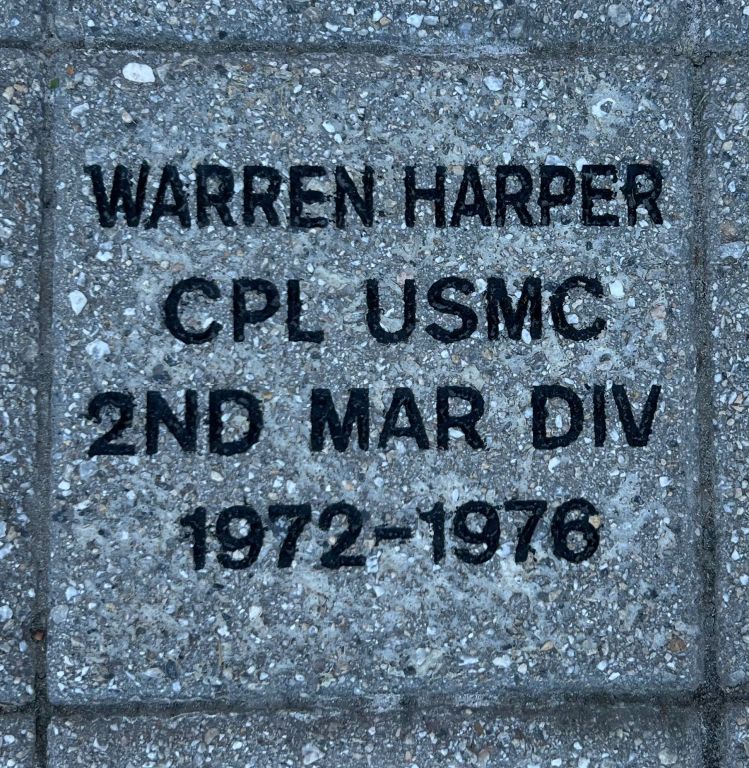 WARREN HARPER
CPL USMC
2ND MAR DIV
1972-1976